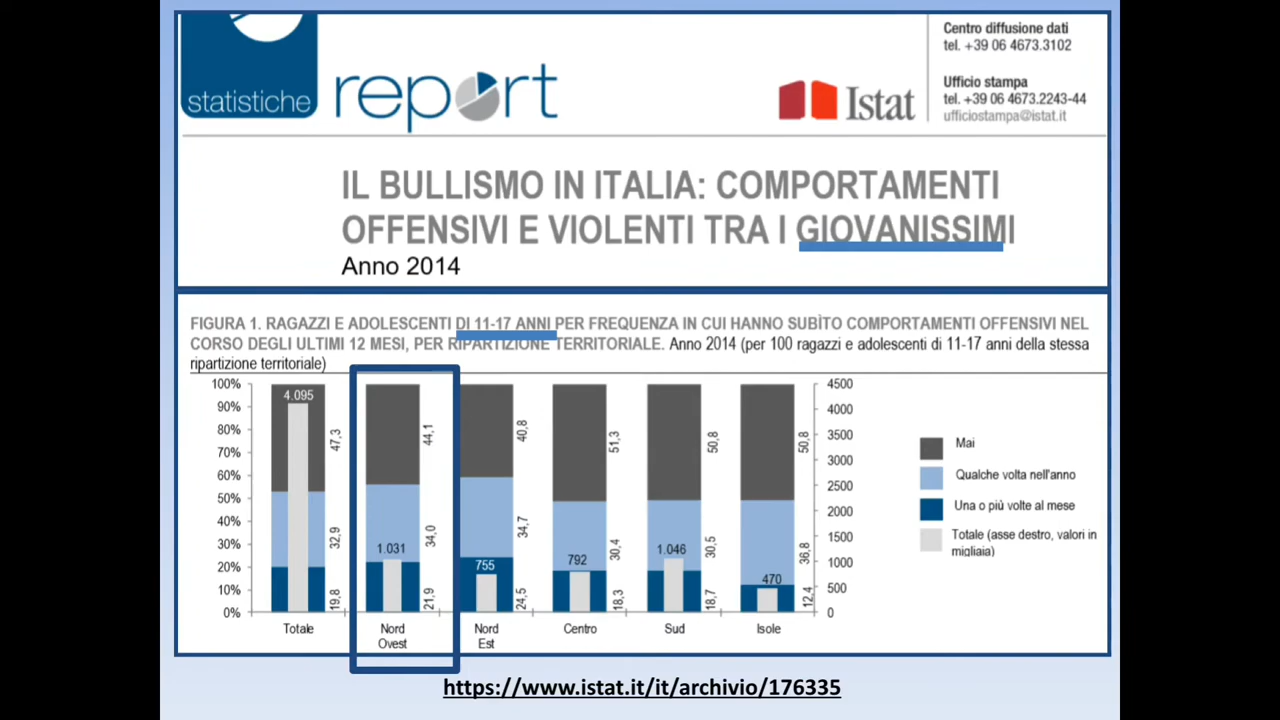 statistiche
report
Istat
Centro diffusione dati
tel. +39 06 4673.3102
Ufficio stampa
tel. +39 06 4673.2243-44
ufficiostampa@istat.it
IL BULLISMO IN ITALIA: COMPORTAMENTI
OFFENSIVI E VIOLENTI TRA I GIOVANISSIMI
Anno 2014
FIGURA 1. RAGAZZI E ADOLESCENTI DI 11-17 ANNI PER FREQUENZA IN CUI HANNO SUBÌTO COMPORTAMENTI OFFENSIVI NEL
CORSO DEGLI ULTIMI 12 MESI, PER RIPARTIZIONE TERRITORIALE. Anno 2014 (per 100 ragazzi e adolescenti di 11-17 anni della stessa
ripartizione territoriale)
100%
90%
80%
70%
60%
50%
40%
30%
20%
10%
0%
4.095
47,3
32,9
19,8
1.031
44,1
34,0
21,9
755
40,8
34,7
24,5
792
51,3
30,4
18,3
1.046
50,8
30,5
18,7
470
50,8
36,8
12,4
4500
4000
3500
3000
2500
2000
1500
1000
500
0
Totale
Nord
Ovest
Nord
Est
Centro
Sud
Isole
Mai
Qualche volta nell'anno
Una o più volte al mese
Totale (asse destro, valori in
migliaia)
https://www.istat.it/it/archivio/176335